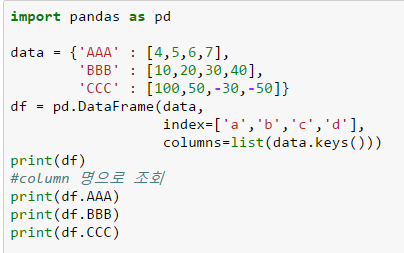 import pandas as pd

data = {'AAA' : [4,5,6,7],
        'BBB' : [10,20,30,40],
        'CCC' : [100,50,-30,-50]}
df = pd.DataFrame(data,
                  index=['a','b','c','d'],
                  columns=list(data.keys()))
print(df)
#column 명으로 조회
print(df.AAA)
print(df.BBB)
print(df.CCC)